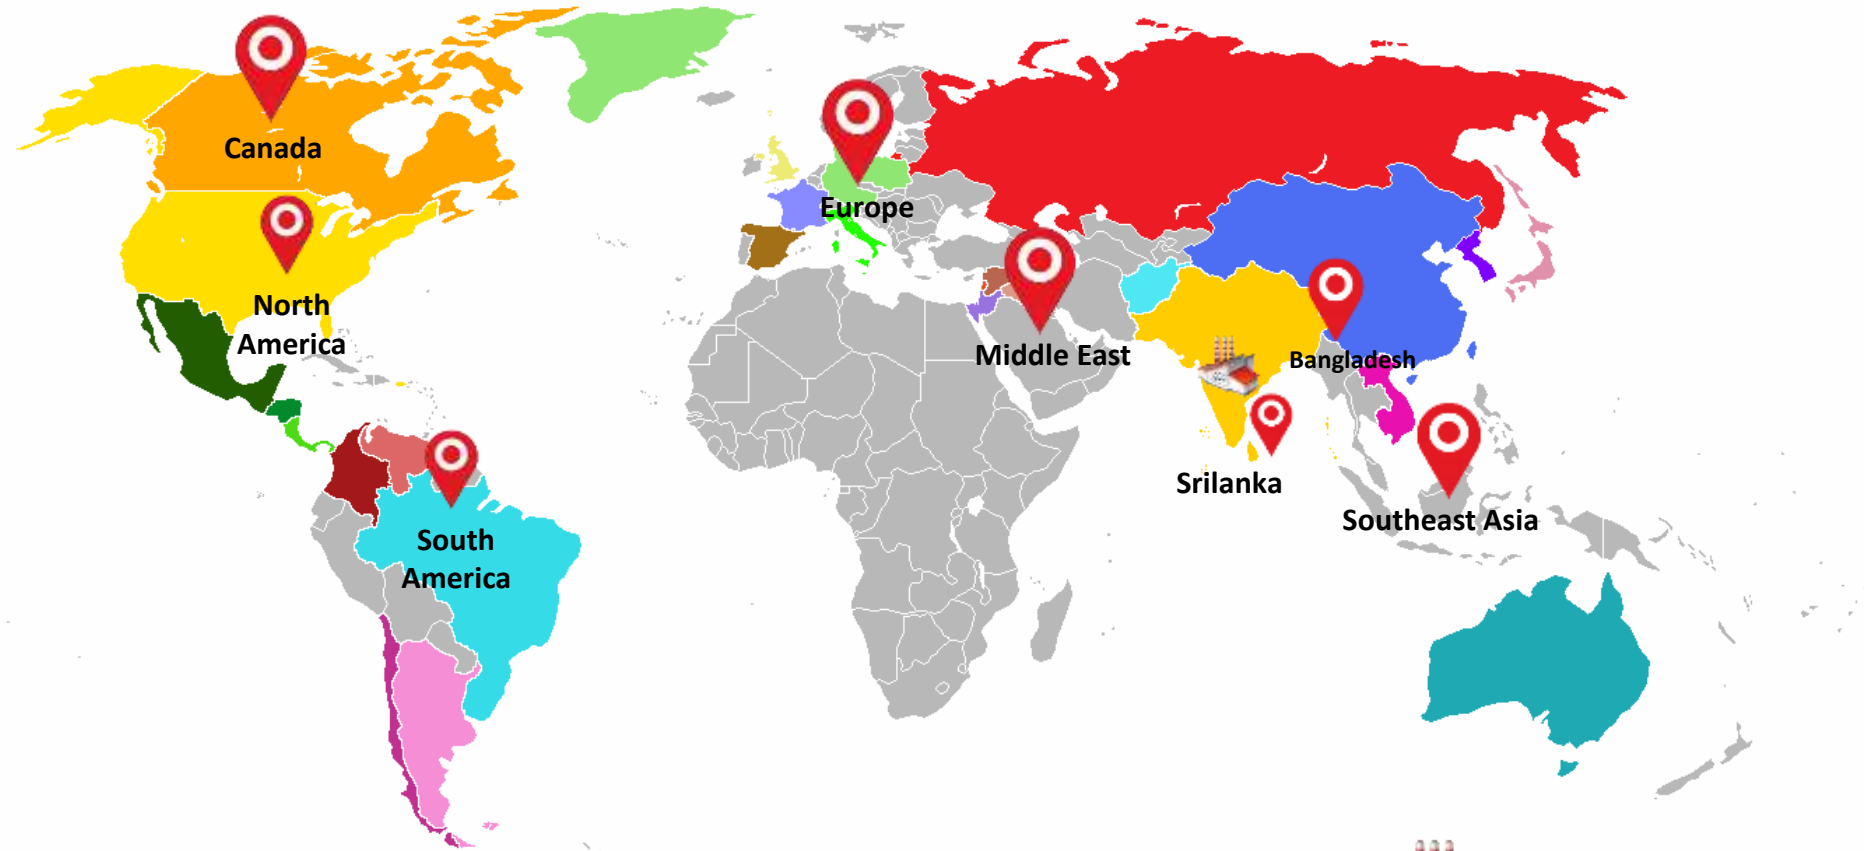 Canada
Europe
North
America
Middle East
Bangladesh
Srilanka
Southeast Asia
South
America